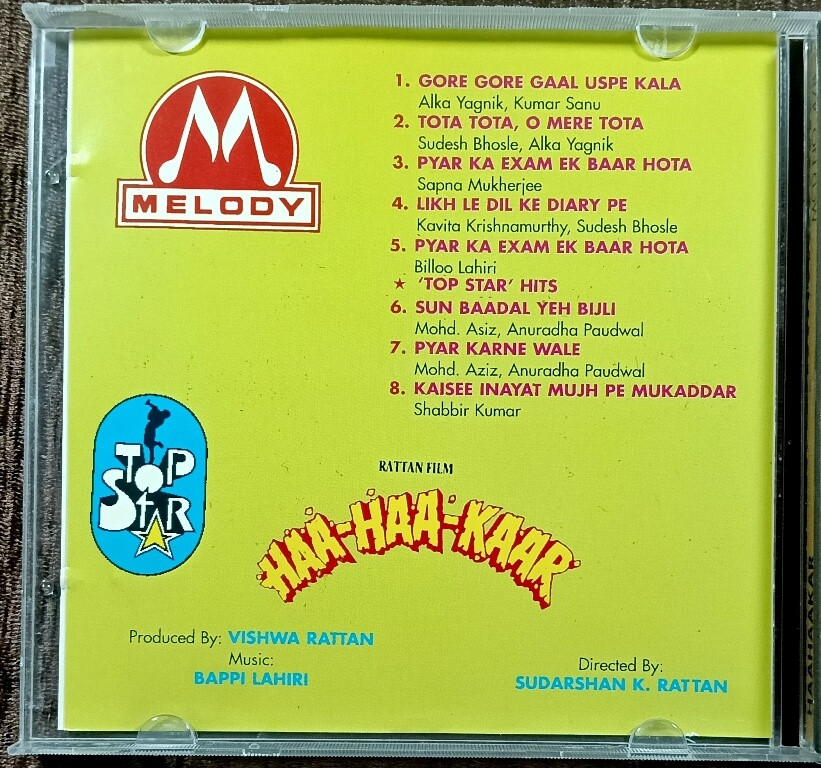 M
MELODY
1. GORE GORE GAAL USPE KALA
Alka Yagnik, Kumar Sanu
2. TOTA TOTA, O MERE TOTA
Sudesh Bhosle, Alka Yagnik
3. PYAR KA EXAM EK BAAR HOTA
Sapna Mukherjee
4. LIKH LE DIL KE DIARY PE
Kavita Krishnamurthy, Sudesh Bhosle
5. PYAR KA EXAM EK BAAR HOTA
Billoo Lahiri
★ 'TOP STAR' HITS
6. SUN BAADAL YEH BIJLI
Mohd. Asiz, Anuradha Paudwal
7. PYAR KARNE WALE
Mohd. Aziz, Anuradha Paudwal
8. KAISEE INAYAT MUJH PE MUKADDAR
Shabbir Kumar
TOP
STAR
RATTAN FILM
HAA-HAA-KAAR
Produced By: VISHWA RATTAN
Music:
BAPPI LAHIRI
Directed By:
SUDARSHAN K. RATTAN
HAAHAAKAR